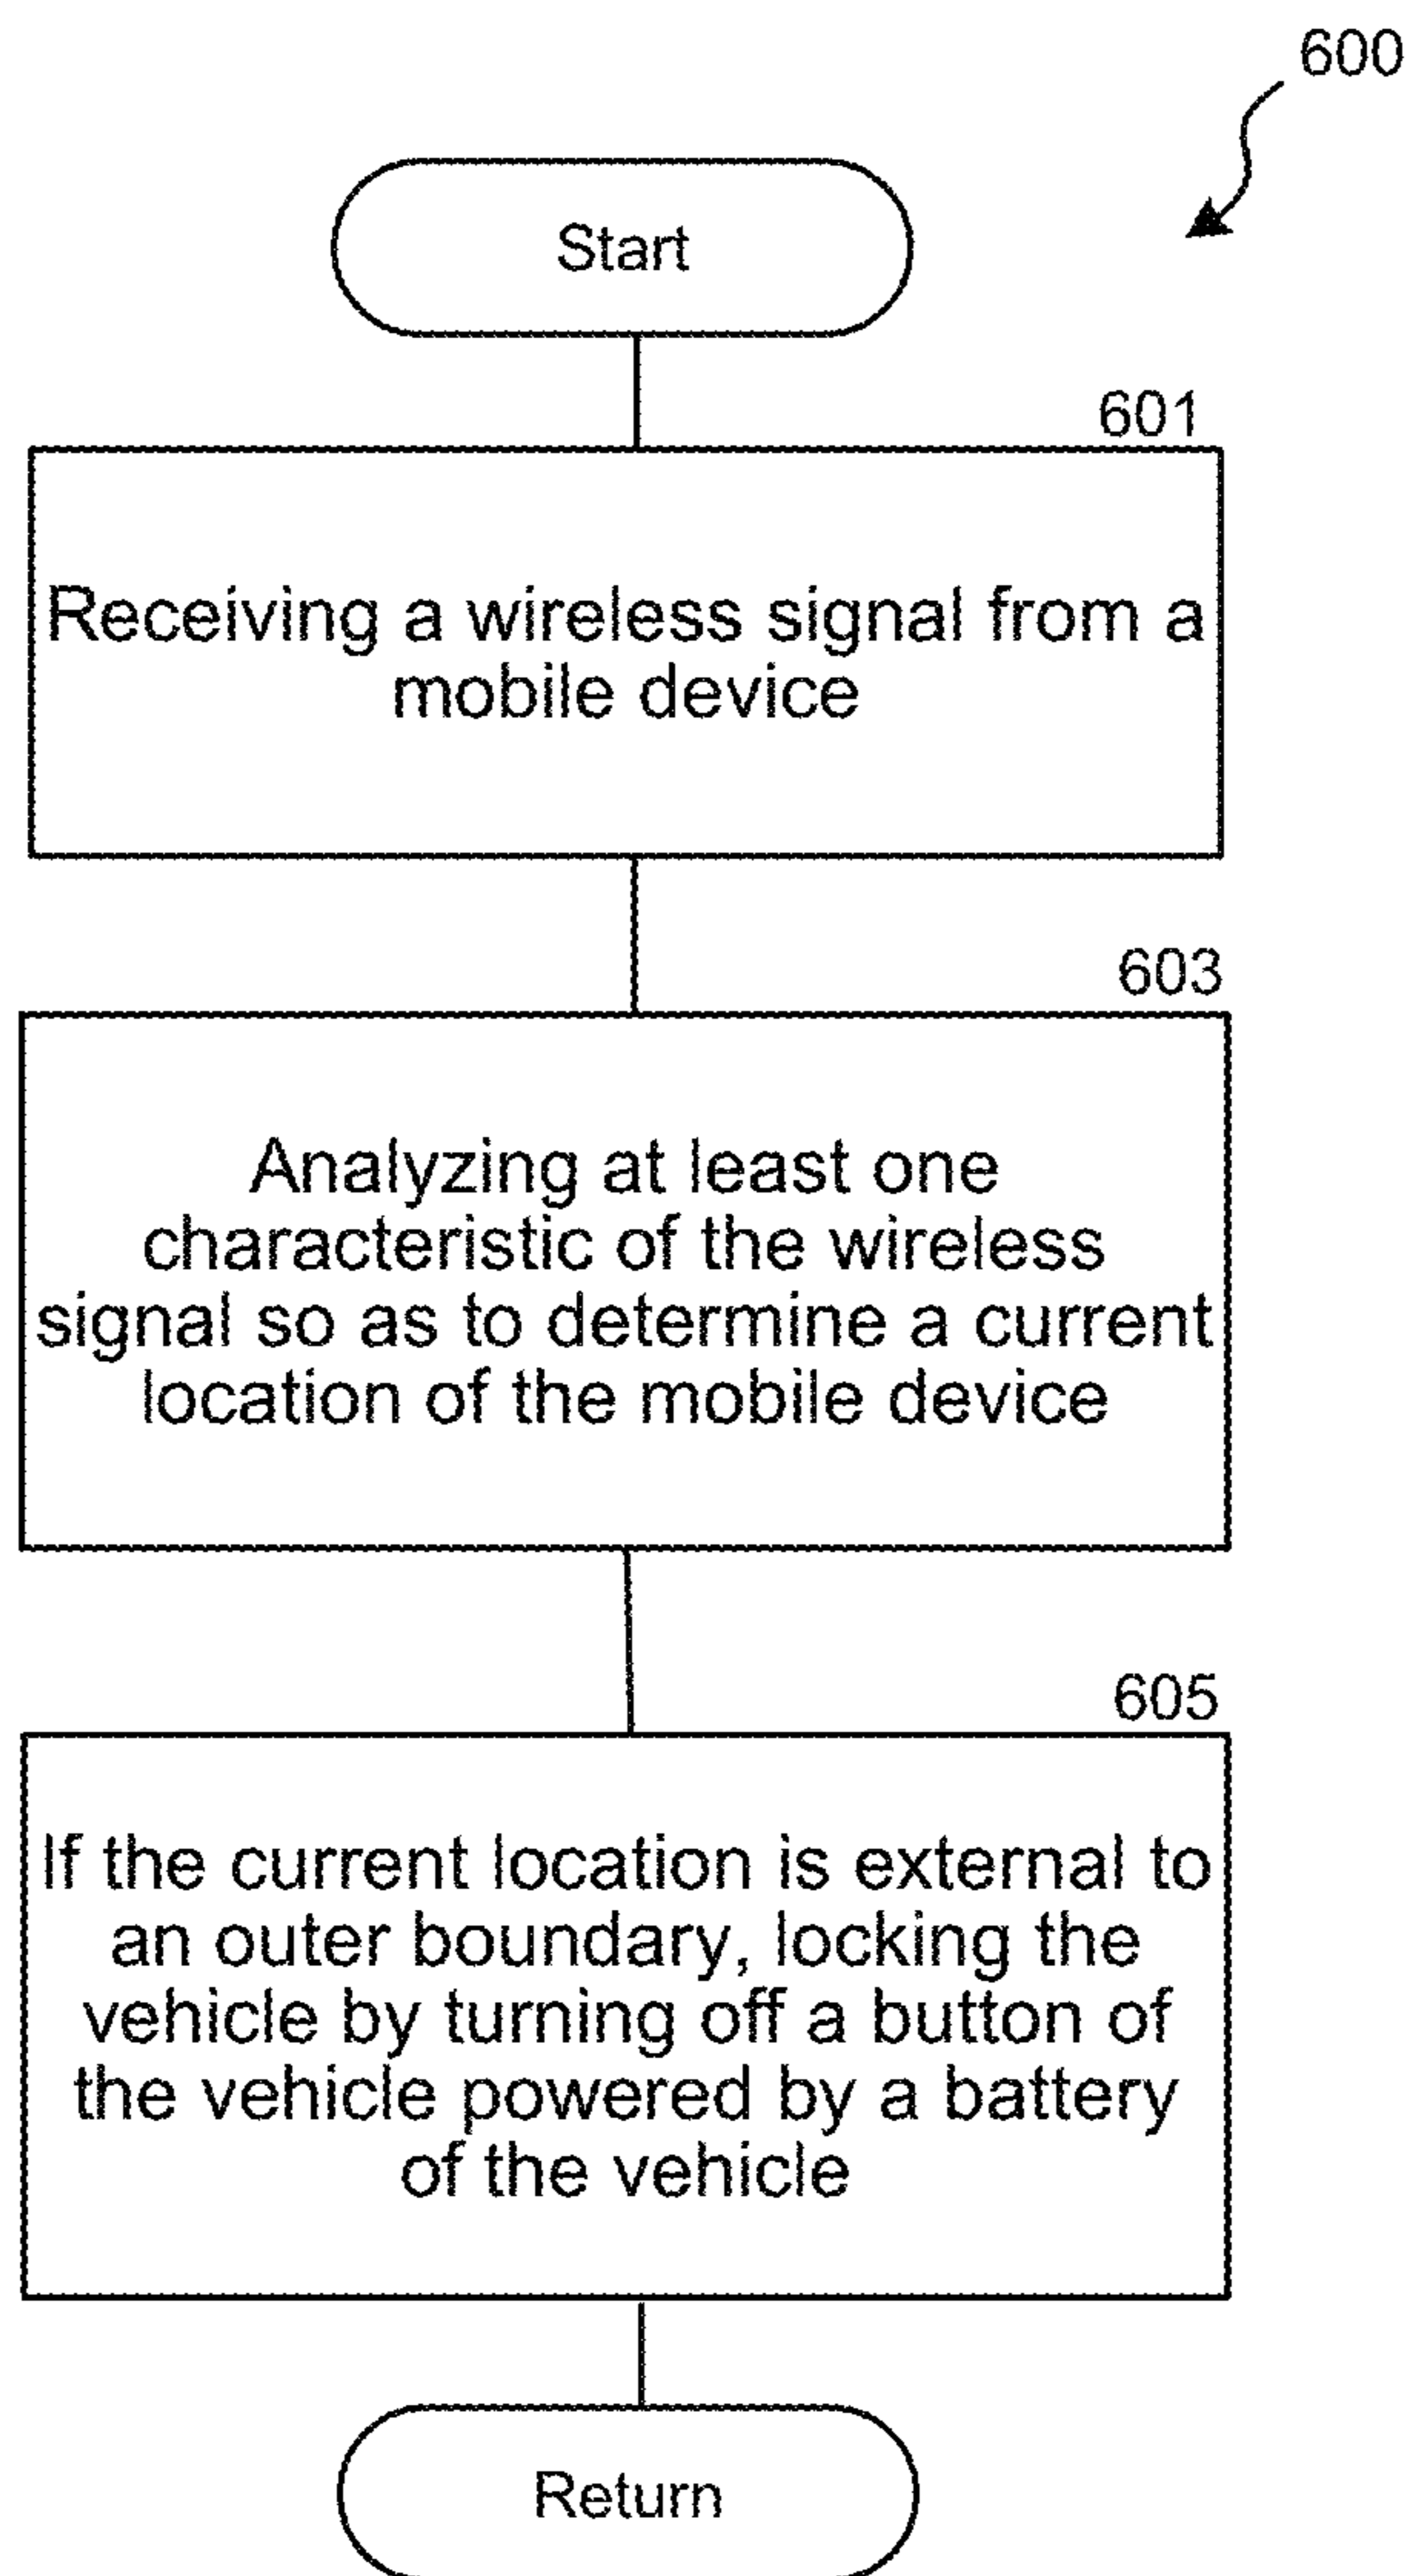 600
Start
601
Receiving a wireless signal from a
mobile device
603
Analyzing at least one
characteristic of the wireless
signal so as to determine a current
location of the mobile device
605
If the current location is external to
an outer boundary, locking the
vehicle by turning off a button of
the vehicle powered by a battery
of the vehicle
Return